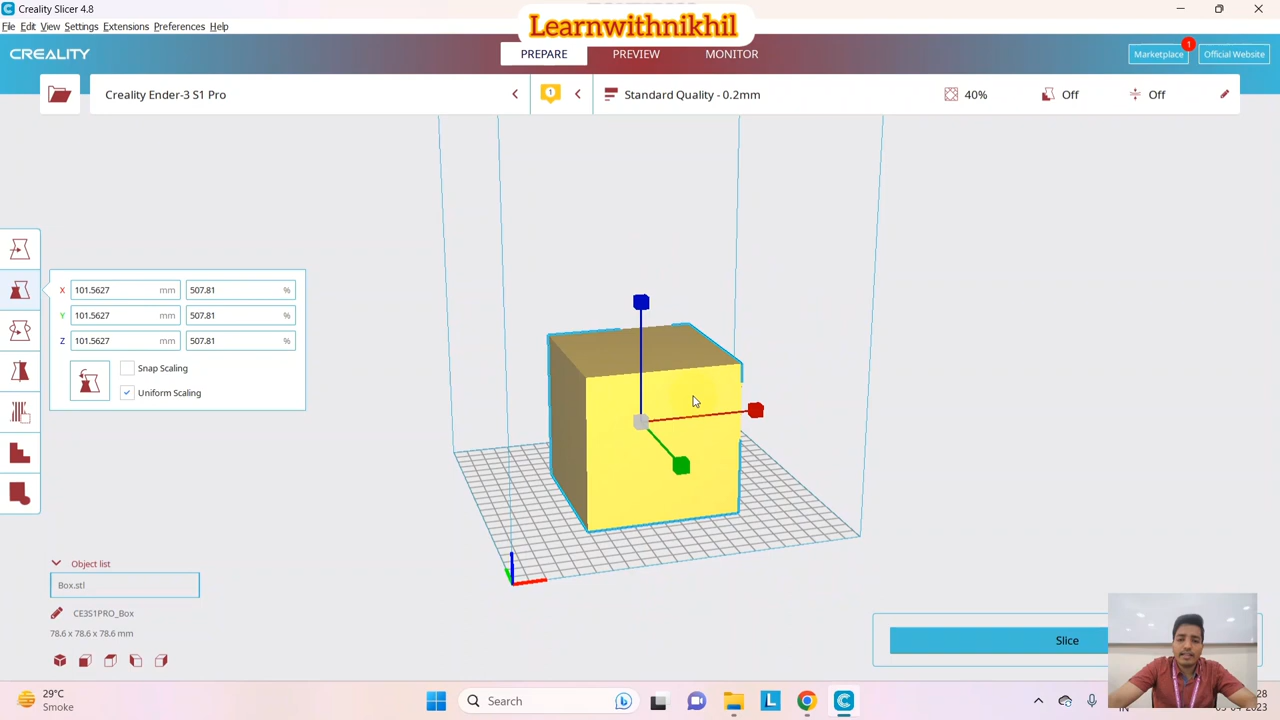 Creality Slicer 4.8
File Edit View Settings Extensions Preferences Help
Learnwithnikhil
CREALITY
PREPARE PREVIEW MONITOR
Marketplace 1 Official Website
Creality Ender-3 S1 Pro
1
Standard Quality - 0.2mm
40% Off Off
X 101.5627 mm 507.81 %
Y 101.5627 mm 507.81 %
Z 101.5627 mm 507.81 %
Snap Scaling
Uniform Scaling
Object list
Box.stl
CE3S1PRO_Box
78.6 x 78.6 x 78.6 mm
Slice
29°C
Smoke
Search